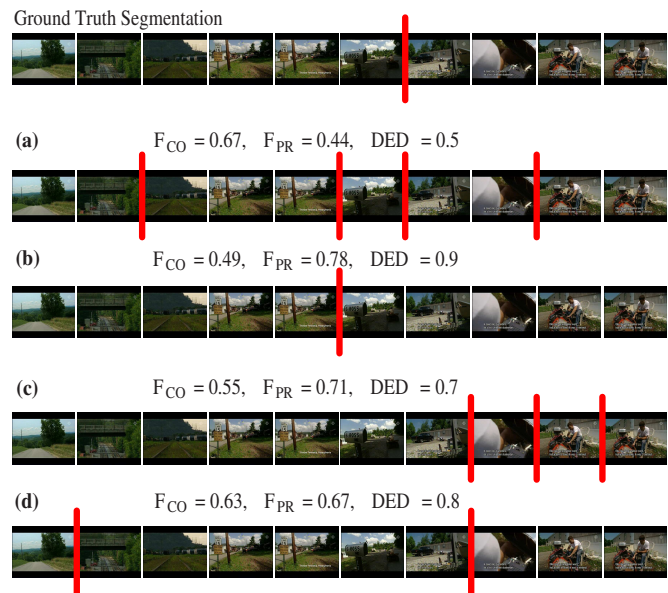 Ground Truth Segmentation
(a) F_CO = 0.67, F_PR = 0.44, DED = 0.5
(b) F_CO = 0.49, F_PR = 0.78, DED = 0.9
(c) F_CO = 0.55, F_PR = 0.71, DED = 0.7
(d) F_CO = 0.63, F_PR = 0.67, DED = 0.8